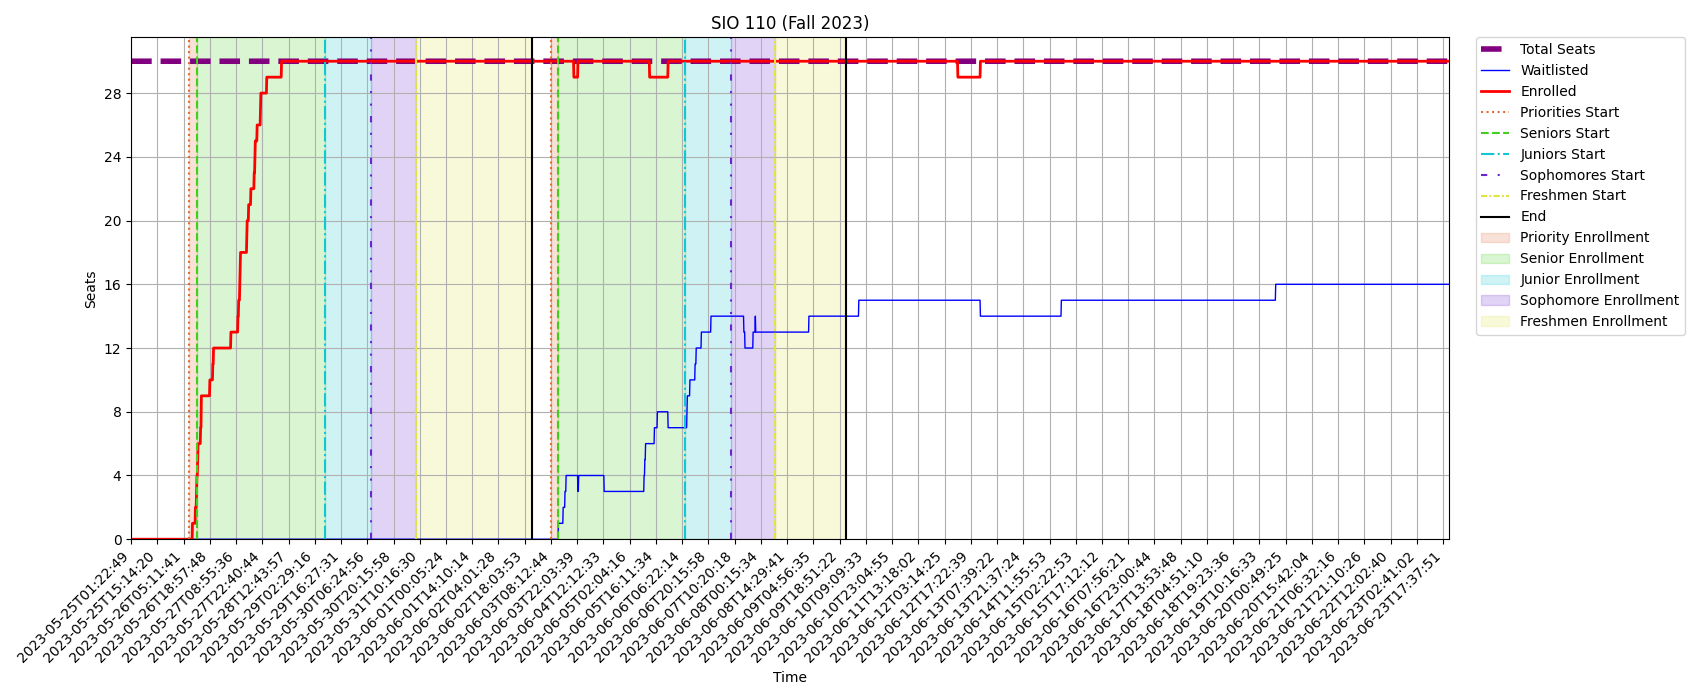 SIO 110 (Fall 2023)
Seats
28
24
20
16
12
8
4
0
2023-05-25T01:22:49
2023-05-25T15:14:20
2023-05-26T05:11:41
2023-05-26T18:57:48
2023-05-27T08:55:36
2023-05-27T22:40:44
2023-05-28T12:43:57
2023-05-29T02:29:16
2023-05-29T16:27:31
2023-05-30T06:24:56
2023-05-30T20:15:58
2023-05-31T10:16:30
2023-06-01T00:05:24
2023-06-01T14:10:14
2023-06-02T04:01:28
2023-06-02T18:03:53
2023-06-03T08:12:44
2023-06-03T22:03:39
2023-06-04T12:12:33
2023-06-05T02:04:16
2023-06-05T16:11:34
2023-06-06T06:22:14
2023-06-06T20:15:58
2023-06-07T10:20:18
2023-06-08T00:15:34
2023-06-08T14:29:41
2023-06-09T04:56:35
2023-06-09T18:51:22
2023-06-10T09:09:33
2023-06-10T23:04:55
2023-06-11T13:18:02
2023-06-12T03:14:25
2023-06-12T17:22:39
2023-06-13T07:39:22
2023-06-13T21:37:24
2023-06-14T11:55:53
2023-06-15T02:22:53
2023-06-15T17:12:12
2023-06-16T07:56:21
2023-06-16T23:00:44
2023-06-17T13:53:48
2023-06-18T04:51:10
2023-06-18T19:23:36
2023-06-19T10:16:33
2023-06-20T00:49:25
2023-06-20T15:42:04
2023-06-21T06:32:16
2023-06-21T21:10:26
2023-06-22T12:02:40
2023-06-23T02:41:02
2023-06-23T17:37:51
Time
Total Seats
Waitlisted
Enrolled
Priorities Start
Seniors Start
Juniors Start
Sophomores Start
Freshmen Start
End
Priority Enrollment
Senior Enrollment
Junior Enrollment
Sophomore Enrollment
Freshmen Enrollment